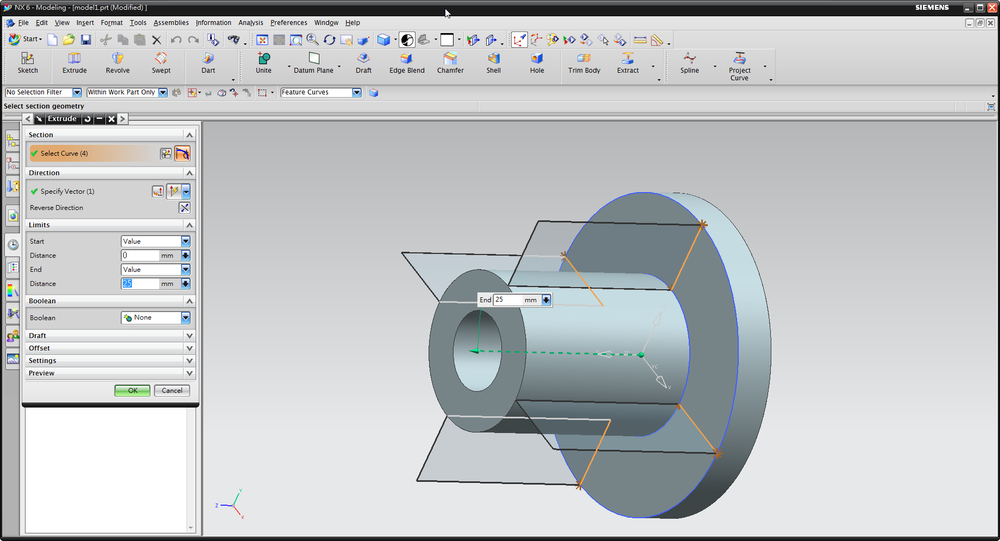 NX 6 - Modeling - [model1.prt (Modified) ]
SIEMENS
File Edit View Insert Format Tools Assemblies Information Analysis Preferences Window Help
Start
Sketch Extrude Revolve Swept Dart Unite Datum Plane Draft Edge Blend Chamfer Shell Hole Trim Body Extract Spline Project Curve
No Selection Filter Within Work Part Only Feature Curves
Select section geometry
Extrude
Section
Select Curve (4)
Direction
Specify Vector (1)
Reverse Direction
Limits
Start Value
Distance 0 mm
End Value
Distance 25 mm
Boolean
Boolean None
Draft
Offset
Settings
Preview
OK Cancel
End 25 mm
ZC
XC
X
Y
Z
X